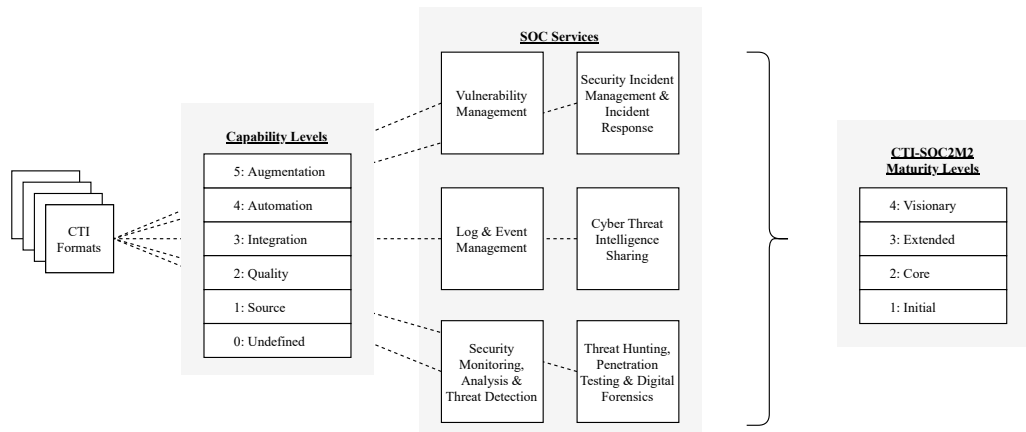 CTI
Formats
Capability Levels
5: Augmentation
4: Automation
3: Integration
2: Quality
1: Source
0: Undefined
SOC Services
Vulnerability
Management
Security Incident
Management &
Incident
Response
Log & Event
Management
Cyber Threat
Intelligence
Sharing
Security
Monitoring,
Analysis &
Threat Detection
Threat Hunting,
Penetration
Testing & Digital
Forensics
CTI-SOC2M2
Maturity Levels
4: Visionary
3: Extended
2: Core
1: Initial